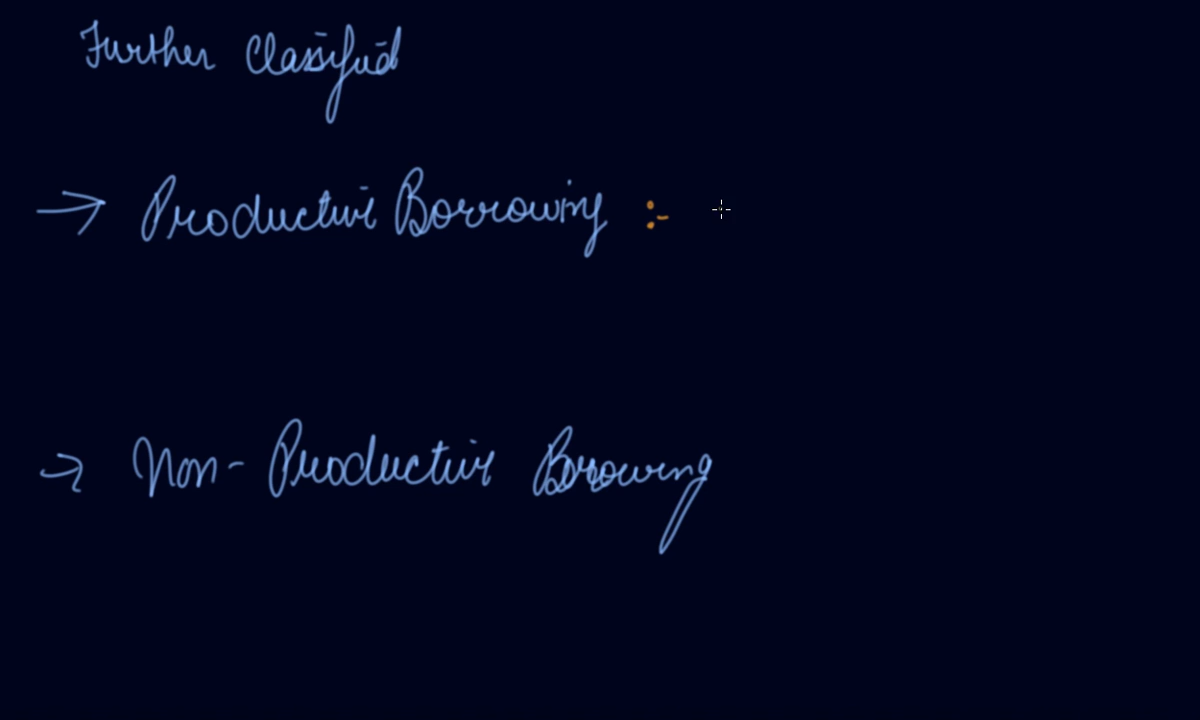 Further Classified
→ Productive Borrowing :-
→ Non-Productive Borrowing